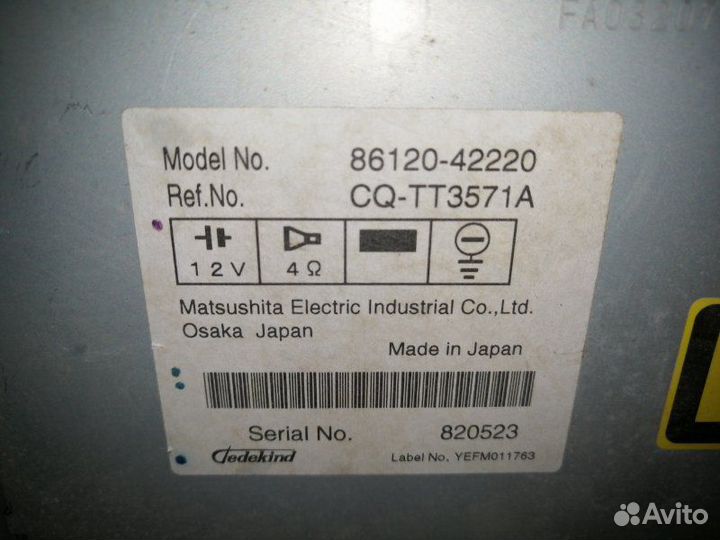 FA03207
Model No. 86120-42220
Ref.No. CQ-TT3571A
12V 4Ω
Matsushita Electric Industrial Co.,Ltd.
Osaka Japan
Made in Japan
Serial No. 820523
Dedekind Label No. YEFM011763
Avito